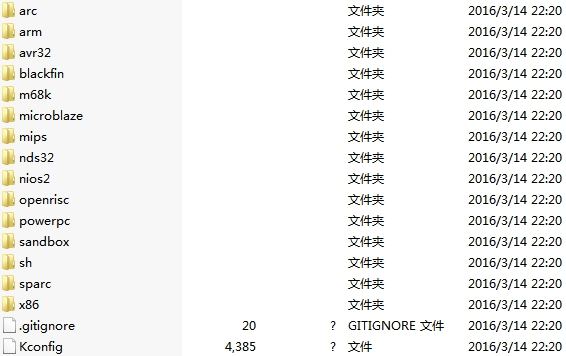 arc 文件夹 2016/3/14 22:20
arm 文件夹 2016/3/14 22:20
avr32 文件夹 2016/3/14 22:20
blackfin 文件夹 2016/3/14 22:20
m68k 文件夹 2016/3/14 22:20
microblaze 文件夹 2016/3/14 22:20
mips 文件夹 2016/3/14 22:20
nds32 文件夹 2016/3/14 22:20
nios2 文件夹 2016/3/14 22:20
openrisc 文件夹 2016/3/14 22:20
powerpc 文件夹 2016/3/14 22:20
sandbox 文件夹 2016/3/14 22:20
sh 文件夹 2016/3/14 22:20
sparc 文件夹 2016/3/14 22:20
x86 文件夹 2016/3/14 22:20
.gitignore 20 ? GITIGNORE 文件 2016/3/14 22:20
Kconfig 4,385 ? 文件 2016/3/14 22:20